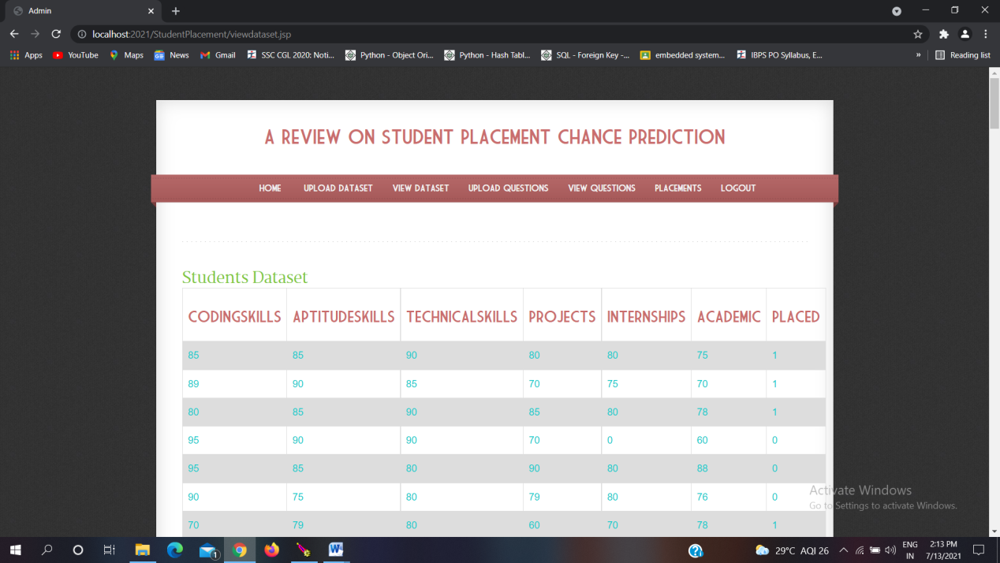 Admin
localhost:2021/StudentPlacement/viewdataset.jsp
Apps YouTube Maps News Gmail SSC CGL 2020: Noti... Python - Object Ori... Python - Hash Tabl... SQL - Foreign Key -... embedded system... IBPS PO Syllabus, E... » Reading list
A REVIEW ON STUDENT PLACEMENT CHANCE PREDICTION
HOME UPLOAD DATASET VIEW DATASET UPLOAD QUESTIONS VIEW QUESTIONS PLACEMENTS LOGOUT
Students Dataset
CODINGSKILLS APTITUDESKILLS TECHNICALSKILLS PROJECTS INTERNSHIPS ACADEMIC PLACED
85 85 90 80 80 75 1
89 90 85 70 75 70 1
80 85 90 85 80 78 1
95 90 90 70 0 60 0
95 85 80 90 80 88 0
90 75 80 79 80 76 0
70 79 80 60 70 78 1
Activate Windows
Go to Settings to activate Windows.
1 29°C AQI 26 ENG 2:13 PM
IN 7/13/2021